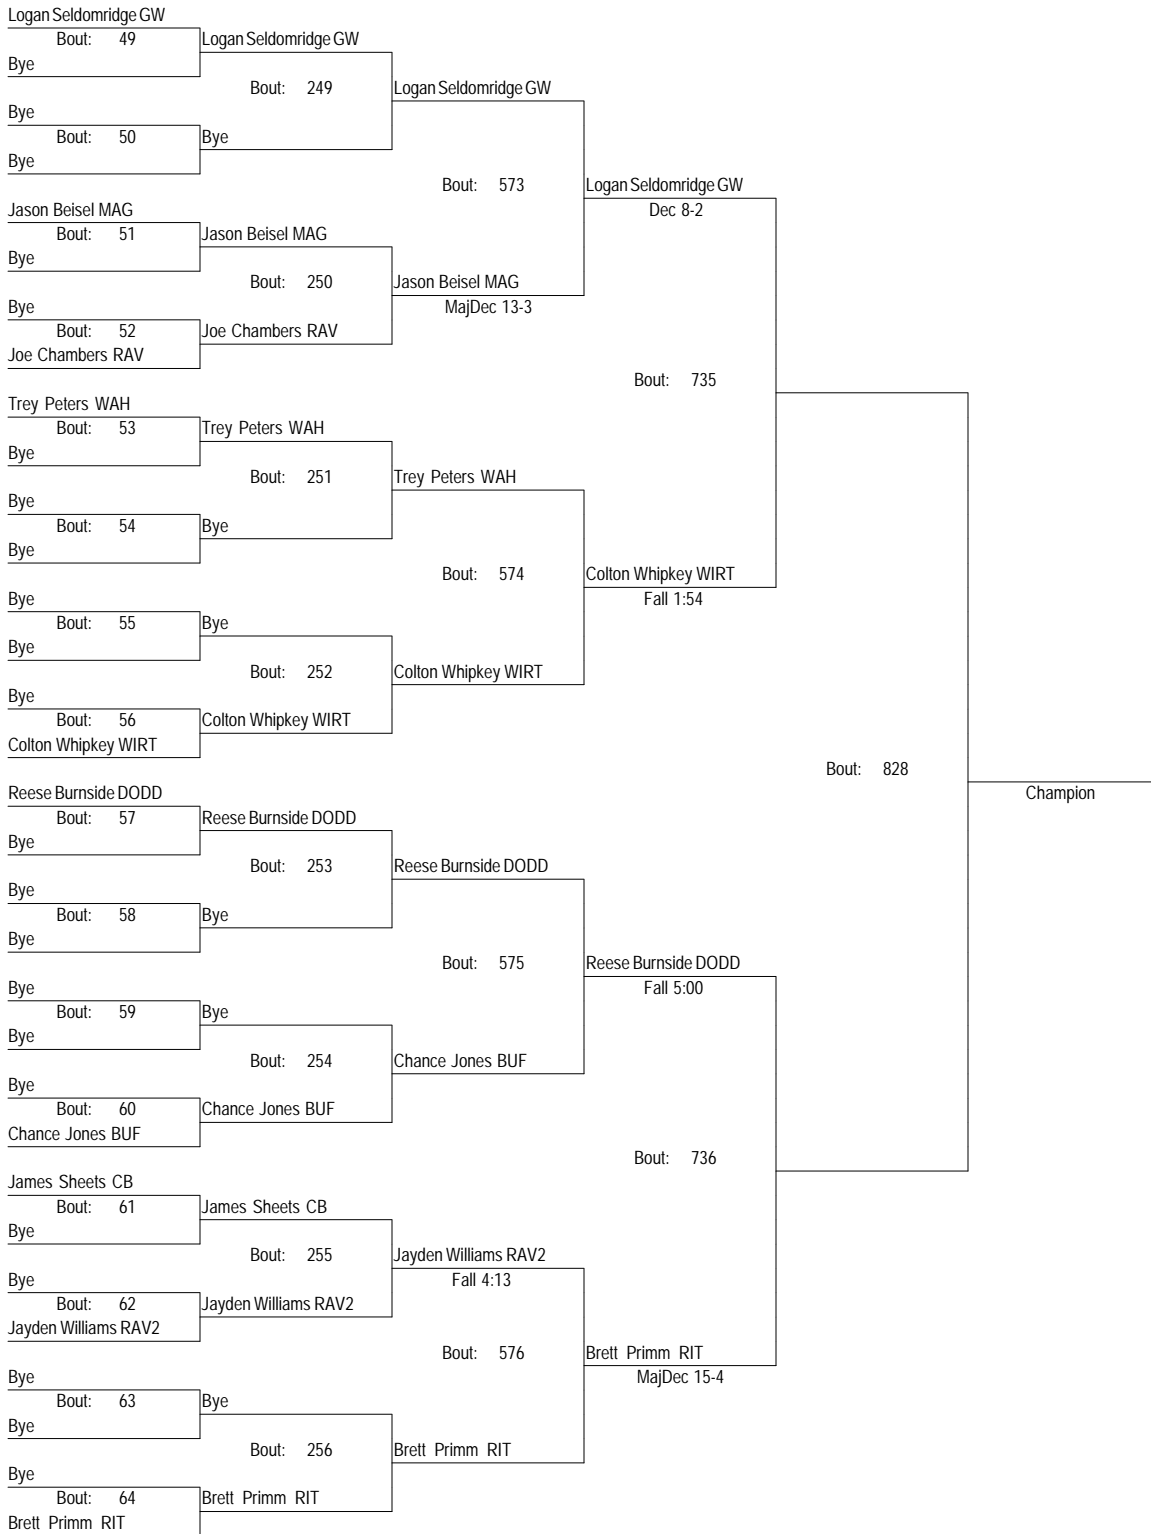 Logan Seldomridge GW
Bout: 49
Logan Seldomridge GW
Bye
Bout: 249
Logan Seldomridge GW
Bye
Bout: 50
Bye
Bye
Bout: 573
Logan Seldomridge GW
Dec 8-2
Jason Beisel MAG
Bout: 51
Jason Beisel MAG
Bye
Bout: 250
Jason Beisel MAG
MajDec 13-3
Bye
Bout: 52
Joe Chambers RAV
Joe Chambers RAV
Bout: 735
Trey Peters WAH
Bout: 53
Trey Peters WAH
Bye
Bout: 251
Trey Peters WAH
Bye
Bout: 54
Bye
Bye
Bout: 574
Colton Whipkey WIRT
Fall 1:54
Bye
Bout: 55
Bye
Bye
Bout: 252
Colton Whipkey WIRT
Bye
Bout: 56
Colton Whipkey WIRT
Colton Whipkey WIRT
Bout: 828
Champion
Reese Burnside DODD
Bout: 57
Reese Burnside DODD
Bye
Bout: 253
Reese Burnside DODD
Bye
Bout: 58
Bye
Bye
Bout: 575
Reese Burnside DODD
Fall 5:00
Bye
Bout: 59
Bye
Bye
Bout: 254
Chance Jones BUF
Bye
Bout: 60
Chance Jones BUF
Chance Jones BUF
Bout: 736
James Sheets CB
Bout: 61
James Sheets CB
Bye
Bout: 255
Jayden Williams RAV2
Fall 4:13
Bye
Bout: 62
Jayden Williams RAV2
Jayden Williams RAV2
Bout: 576
Brett Primm RIT
MajDec 15-4
Bye
Bout: 63
Bye
Bye
Bout: 256
Brett Primm RIT
Bye
Bout: 64
Brett Primm RIT
Brett Primm RIT